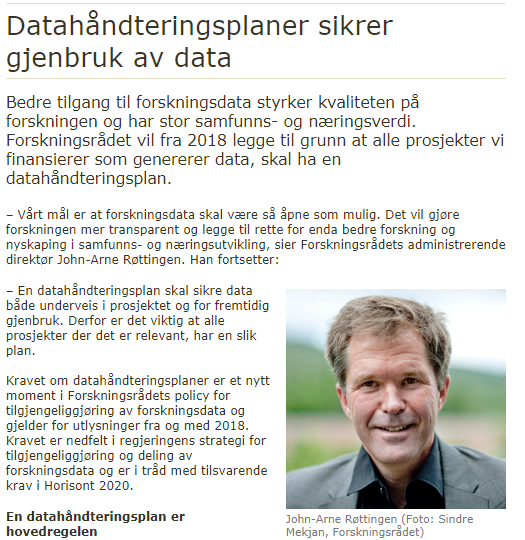 Datahåndteringsplaner sikrer
gjenbruk av data
Bedre tilgang til forskningsdata styrker kvaliteten på
forskningen og har stor samfunns- og næringsverdi.
Forskningsrådet vil fra 2018 legge til grunn at alle prosjekter vi
finansierer som genererer data, skal ha en
datahåndteringsplan.
– Vårt mål er at forskningsdata skal være så åpne som mulig. Det vil gjøre
forskningen mer transparent og legge til rette for enda bedre forskning og
nyskaping i samfunns- og næringsutvikling, sier Forskningsrådets administrerende
direktør John-Arne Røttingen. Han fortsetter:
– En datahåndteringsplan skal sikre data
både underveis i prosjektet og for fremtidig
gjenbruk. Derfor er det viktig at alle
prosjekter der det er relevant, har en slik
plan.
Kravet om datahåndteringsplaner er et nytt
moment i Forskningsrådets policy for
tilgjengeliggjøring av forskningsdata og
gjelder for utlysninger fra og med 2018.
Kravet er nedfelt i regjeringens strategi for
tilgjengeliggjøring og deling av
forskningsdata og er i tråd med tilsvarende
krav i Horisont 2020.
En datahåndteringsplan er
hovedregelen
John-Arne Røttingen (Foto: Sindre
Mekjan, Forskningsrådet)